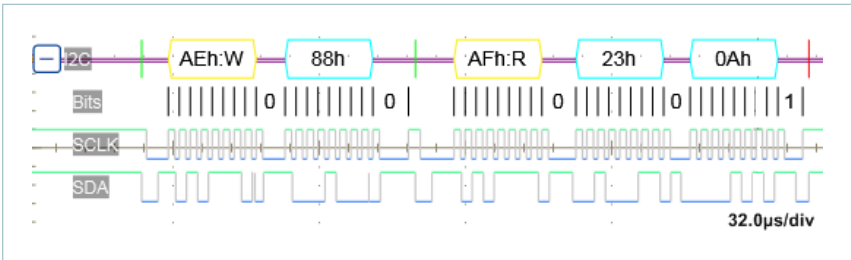 I2C AEh:W 88h AFh:R 23h 0Ah
Bits 0 0 0 0 1
SCLK
SDA
32.0µs/div